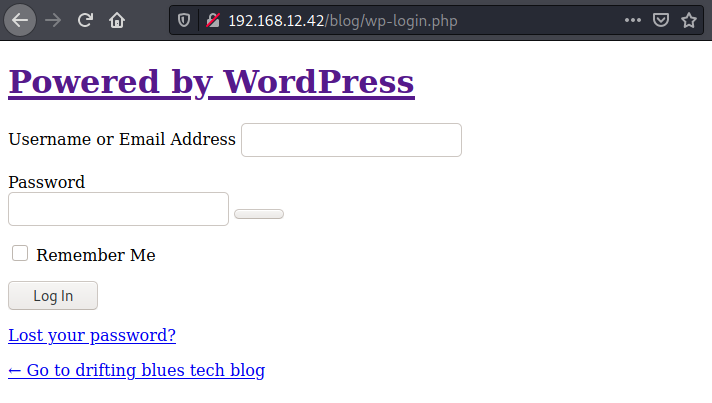 192.168.12.42/blog/wp-login.php
Powered by WordPress
Username or Email Address
Password
Remember Me
Log In
Lost your password?
← Go to drifting blues tech blog